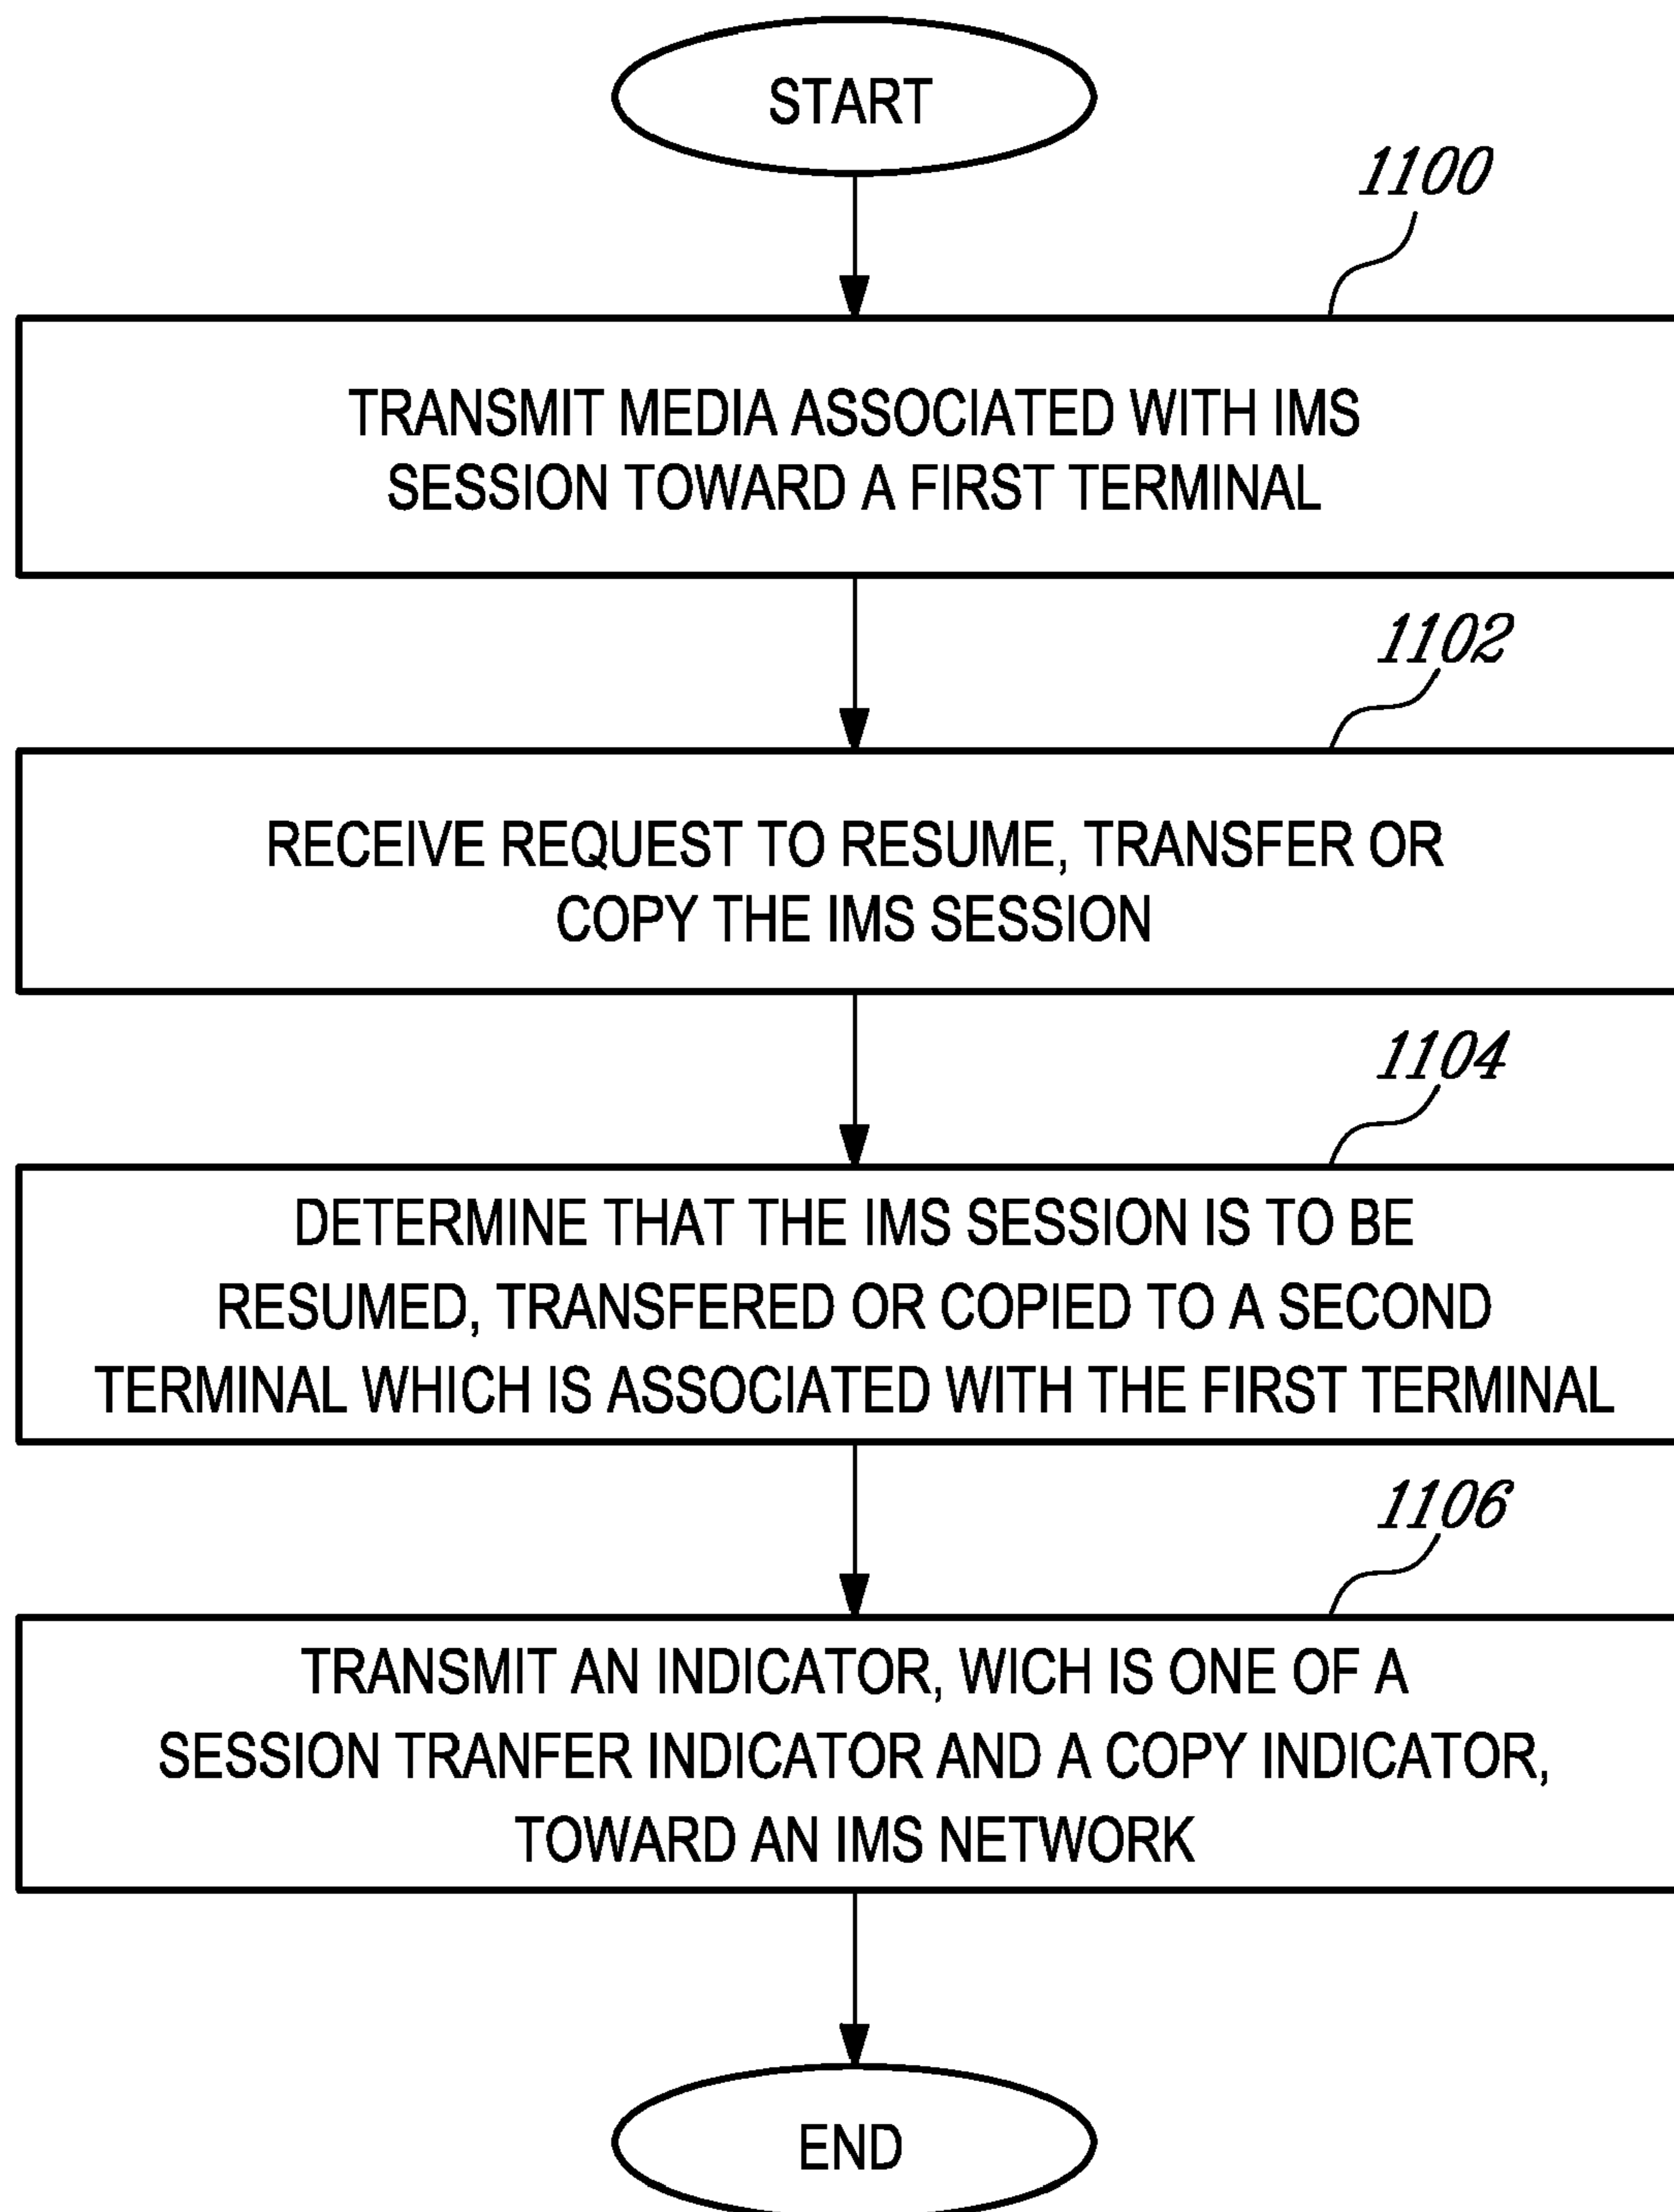 START
1100
TRANSMIT MEDIA ASSOCIATED WITH IMS
SESSION TOWARD A FIRST TERMINAL
1102
RECEIVE REQUEST TO RESUME, TRANSFER OR
COPY THE IMS SESSION
1104
DETERMINE THAT THE IMS SESSION IS TO BE
RESUMED, TRANSFERED OR COPIED TO A SECOND
TERMINAL WHICH IS ASSOCIATED WITH THE FIRST TERMINAL
1106
TRANSMIT AN INDICATOR, WICH IS ONE OF A
SESSION TRANFER INDICATOR AND A COPY INDICATOR,
TOWARD AN IMS NETWORK
END